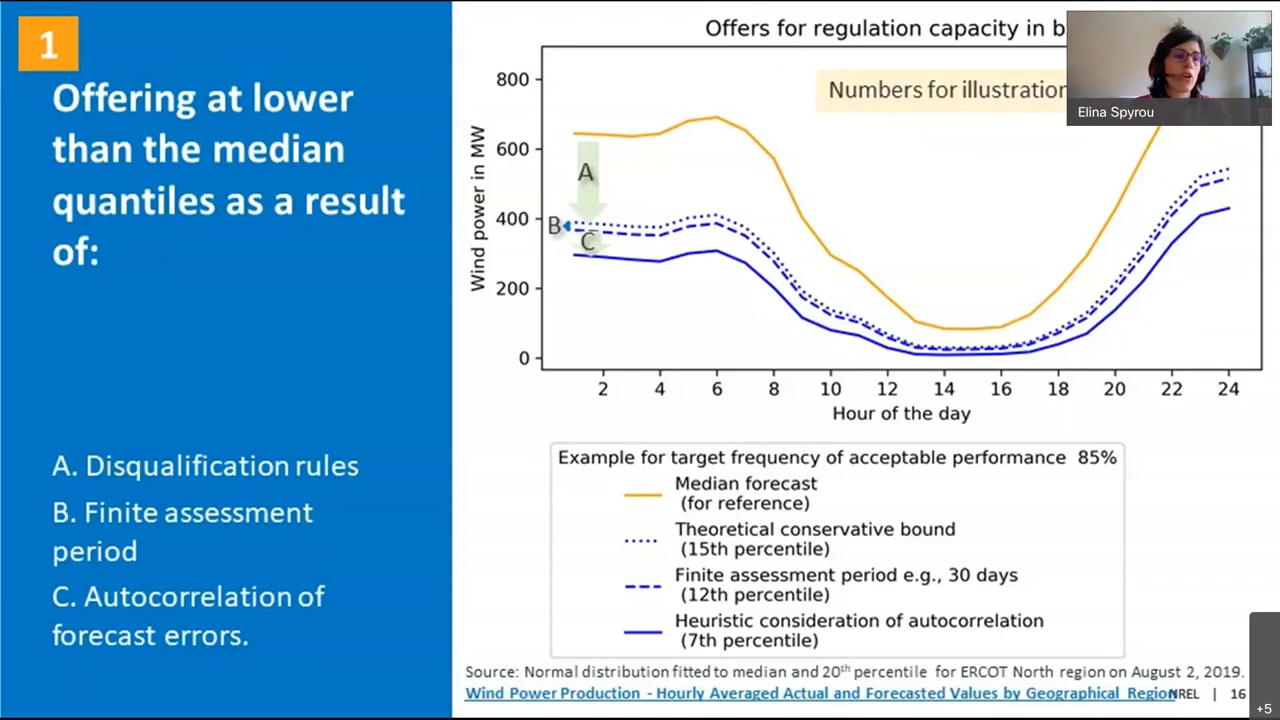 1
Offering at lower
than the median
quantiles as a result
of:
A. Disqualification rules
B. Finite assessment
period
C. Autocorrelation of
forecast errors.
Offers for regulation capacity in b
Numbers for illustration
Elina Spyrou
Wind power in MW
800
600
400
200
0
A
B
C
2 4 6 8 10 12 14 16 18 20 22 24
Hour of the day
Example for target frequency of acceptable performance 85%
Median forecast
(for reference)
Theoretical conservative bound
(15th percentile)
Finite assessment period e.g., 30 days
(12th percentile)
Heuristic consideration of autocorrelation
(7th percentile)
Source: Normal distribution fitted to median and 20th percentile for ERCOT North region on August 2, 2019.
Wind Power Production - Hourly Averaged Actual and Forecasted Values by Geographical Region
NREL | 16
+5